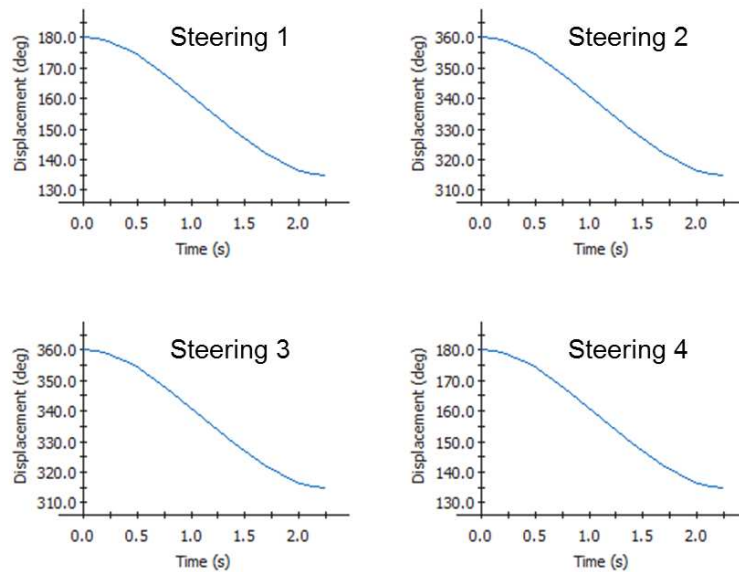 Steering 1
Displacement (deg)
180.0
170.0
160.0
150.0
140.0
130.0
0.0 0.5 1.0 1.5 2.0
Time (s)
Steering 2
Displacement (deg)
360.0
350.0
340.0
330.0
320.0
310.0
0.0 0.5 1.0 1.5 2.0
Time (s)
Steering 3
Displacement (deg)
360.0
350.0
340.0
330.0
320.0
310.0
0.0 0.5 1.0 1.5 2.0
Time (s)
Steering 4
Displacement (deg)
180.0
170.0
160.0
150.0
140.0
130.0
0.0 0.5 1.0 1.5 2.0
Time (s)